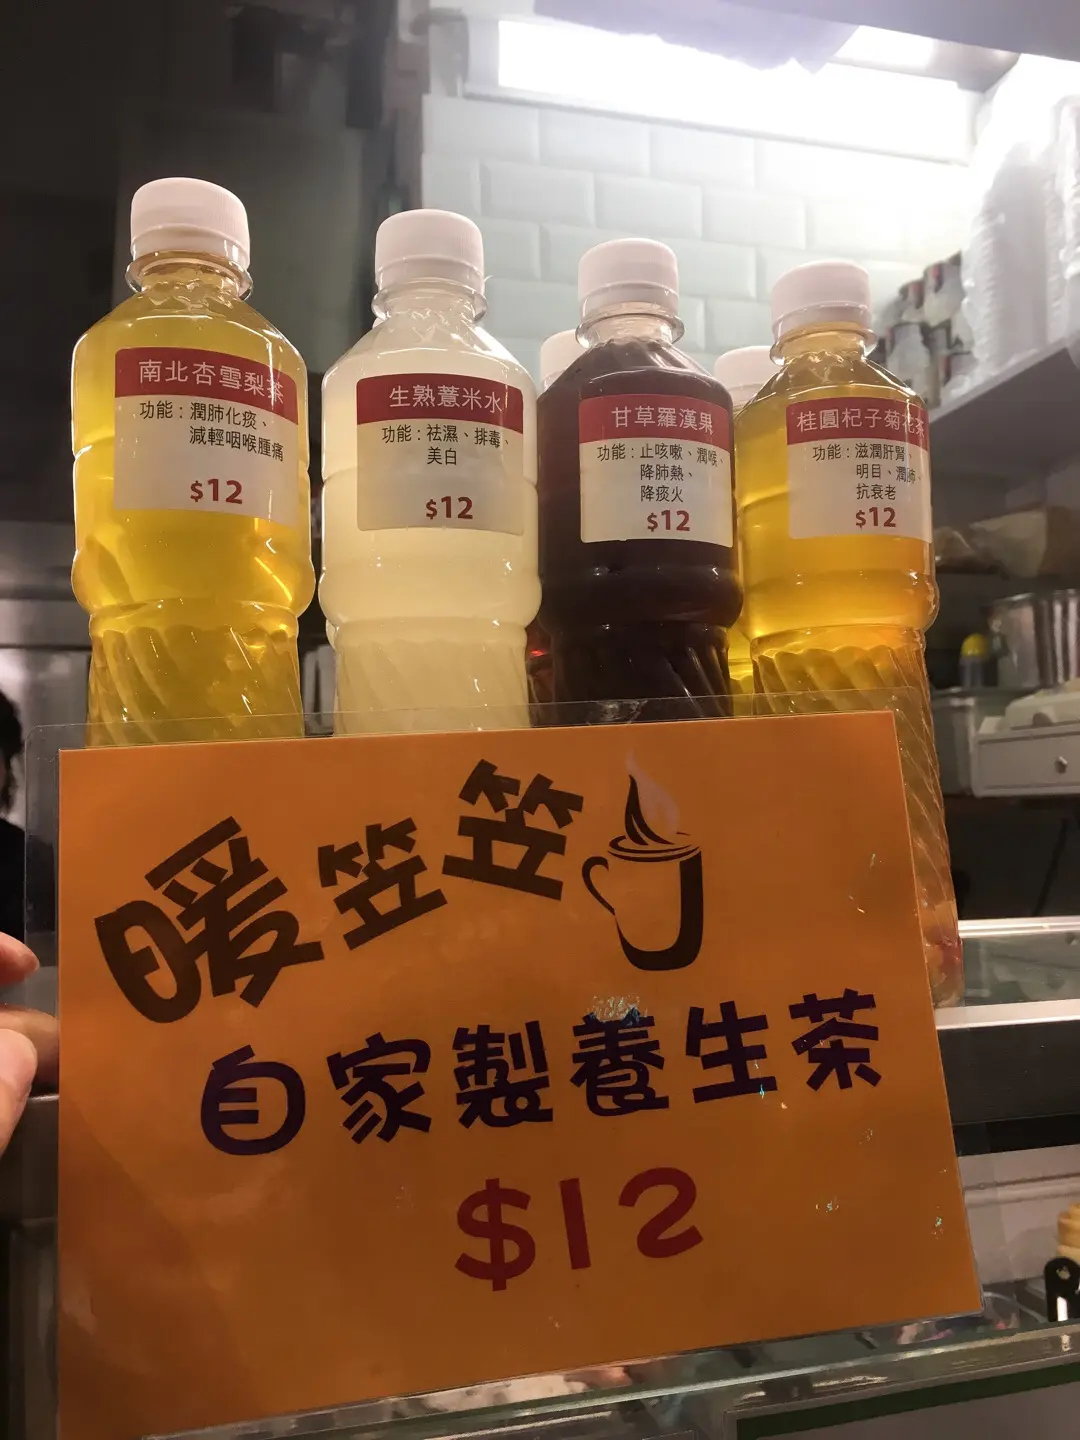 南北杏雪梨茶
功能：潤肺化痰、
減輕咽喉腫痛
$12
生熟薏米水
功能：祛濕、排毒、
美白
$12
甘草羅漢果
功能：止咳嗽、潤喉、
降肺熱、
降痰火
$12
桂圓杞子菊花茶
功能：滋潤肝腎、
明目、潤肺、
抗衰老
$12
暖笠笠
自家製養生茶
$12